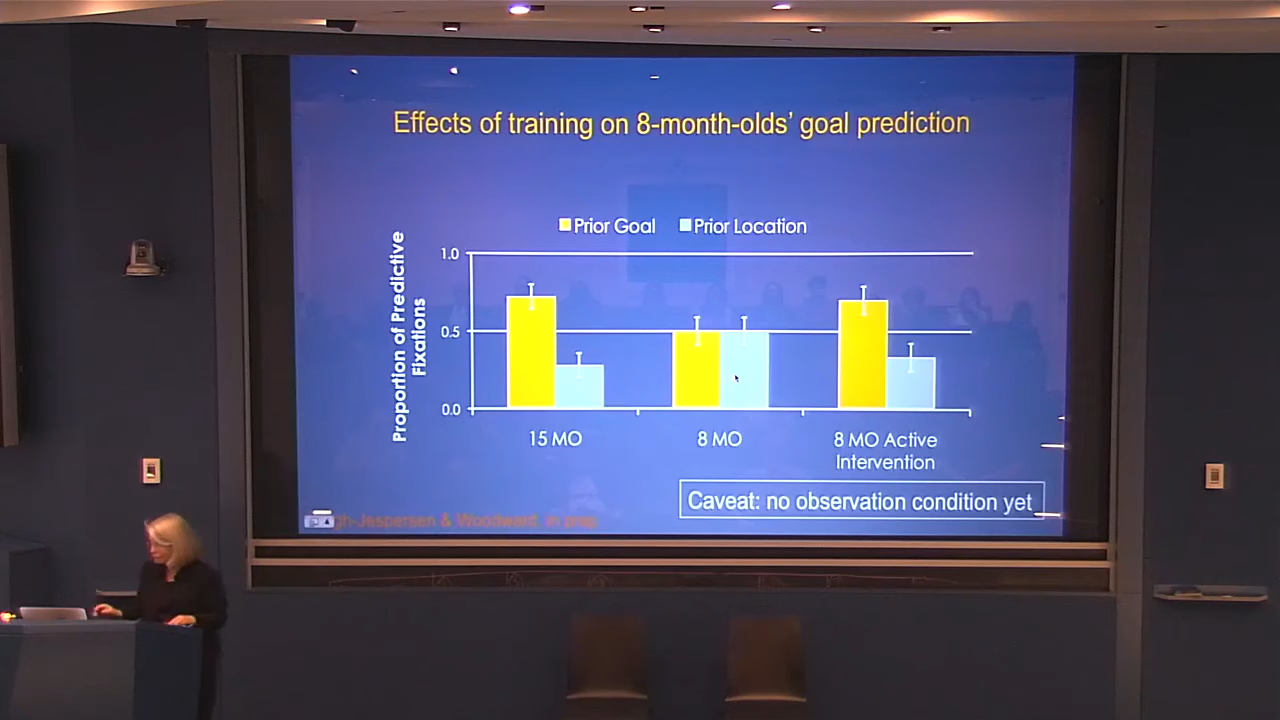 Effects of training on 8-month-olds' goal prediction
Prior Goal Prior Location
Proportion of Predictive
Fixations
1.0
0.5
0.0
15 MO
8 MO
8 MO Active
Intervention
Caveat: no observation condition yet
& Woodward, in prep